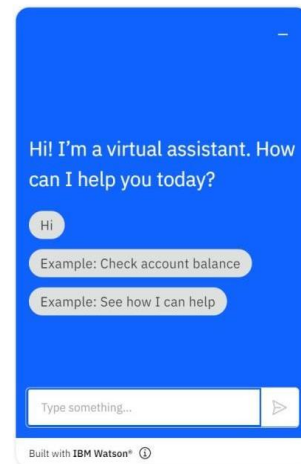 Hi! I'm a virtual assistant. How
can I help you today?
Hi
Example: Check account balance
Example: See how I can help
Type something...
Built with IBM Watson®